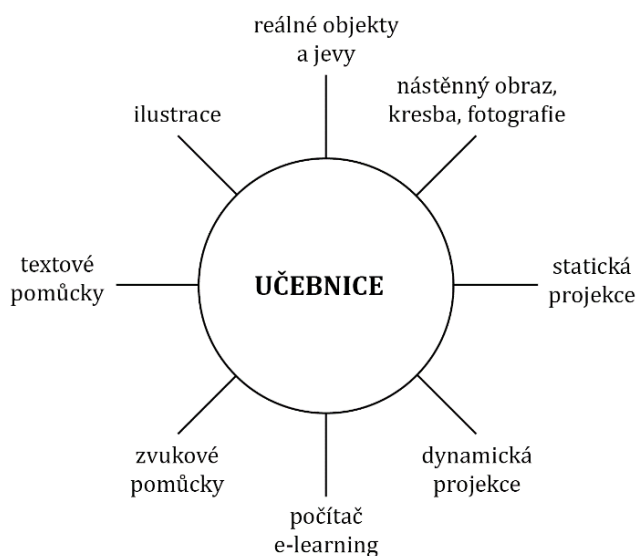 reálné objekty
a jevy
nástěnný obraz,
kresba, fotografie
ilustrace
textové
pomůcky
UČEBNICE
statická
projekce
zvukové
pomůcky
dynamická
projekce
počítač
e-learning